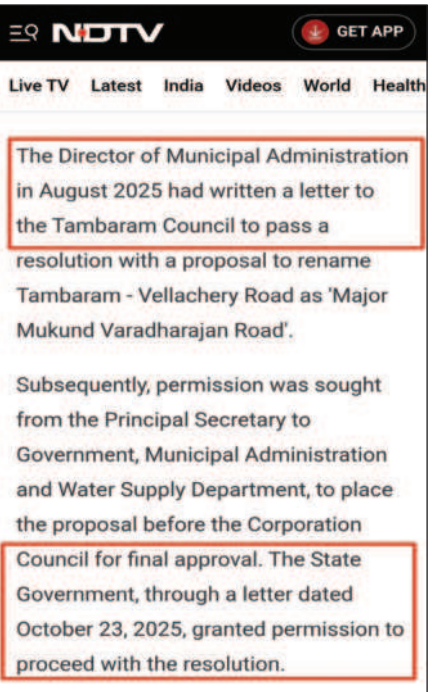 NDTV
GET APP
Live TV Latest India Videos World Health
The Director of Municipal Administration
in August 2025 had written a letter to
the Tambaram Council to pass a
resolution with a proposal to rename
Tambaram - Vellachery Road as 'Major
Mukund Varadharajan Road'.
Subsequently, permission was sought
from the Principal Secretary to
Government, Municipal Administration
and Water Supply Department, to place
the proposal before the Corporation
Council for final approval. The State
Government, through a letter dated
October 23, 2025, granted permission to
proceed with the resolution.